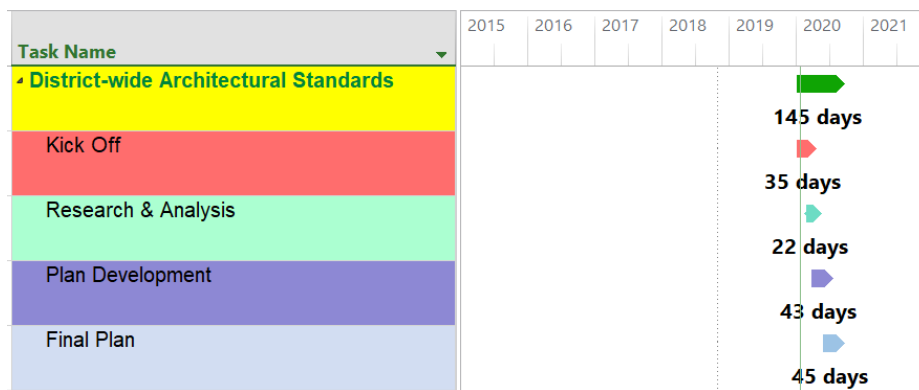 2015 2016 2017 2018 2019 2020 2021
Task Name
District-wide Architectural Standards
145 days
Kick Off
35 days
Research & Analysis
22 days
Plan Development
43 days
Final Plan
45 days